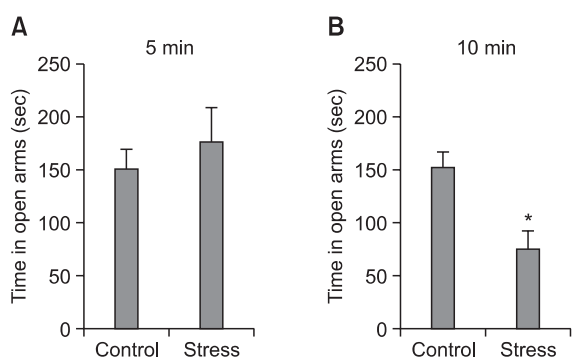 A
5 min
Time in open arms (sec)
250
200
150
100
50
0
Control Stress
B
10 min
Time in open arms (sec)
250
200
150
100
50
0
*
Control Stress